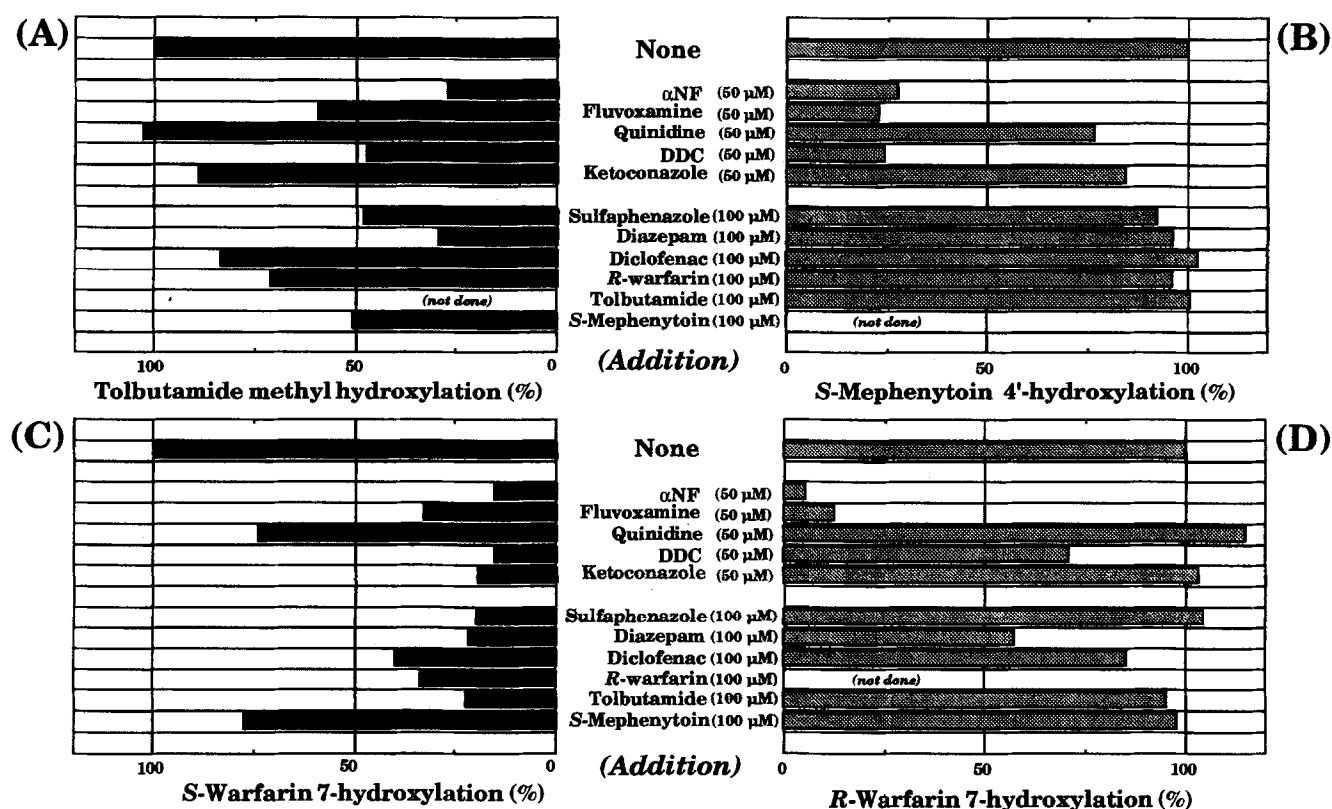 (A) None (B)
αNF (50 μM)
Fluvoxamine (50 μM)
Quinidine (50 μM)
DDC (50 μM)
Ketoconazole (50 μM)
Sulfaphenazole (100 μM)
Diazepam (100 μM)
Diclofenac (100 μM)
R-warfarin (100 μM)
(not done) Tolbutamide (100 μM)
S-Mephenytoin (100 μM) (not done)
100 50 0 (Addition) 0 50 100
Tolbutamide methyl hydroxylation (%) S-Mephenytoin 4'-hydroxylation (%)
(C) None (D)
αNF (50 μM)
Fluvoxamine (50 μM)
Quinidine (50 μM)
DDC (50 μM)
Ketoconazole (50 μM)
Sulfaphenazole (100 μM)
Diazepam (100 μM)
Diclofenac (100 μM)
R-warfarin (100 μM) (not done)
Tolbutamide (100 μM)
S-Mephenytoin (100 μM)
100 50 0 (Addition) 0 50 100
S-Warfarin 7-hydroxylation (%) R-Warfarin 7-hydroxylation (%)